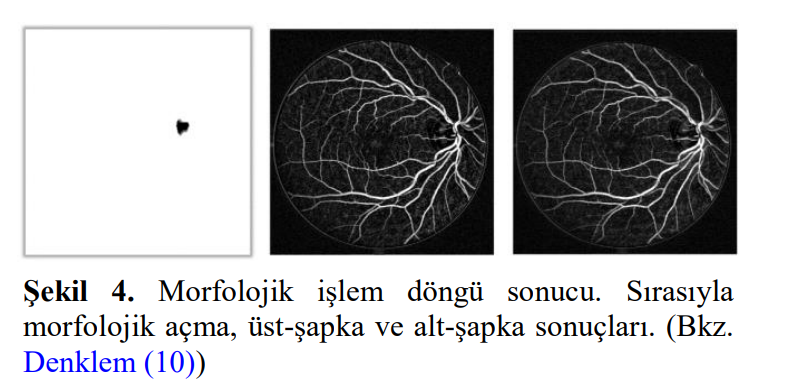 Şekil 4. Morfolojik işlem döngü sonucu. Sırasıyla
morfolojik açma, üst-şapka ve alt-şapka sonuçları. (Bkz.
Denklem (10))